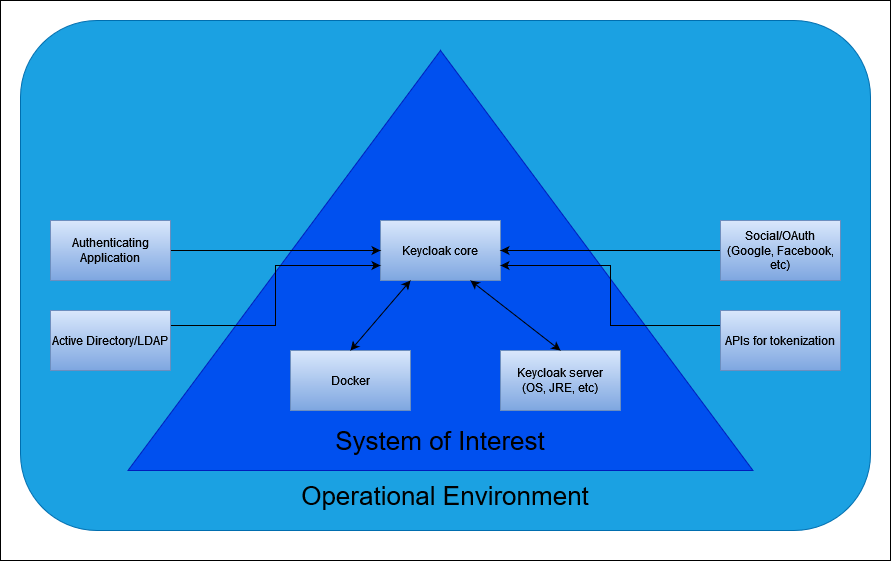 Authenticating
Application
Keycloak core
Social/OAuth
(Google, Facebook,
etc)
Active Directory/LDAP
APIs for tokenization
Docker
Keycloak server
(OS, JRE, etc)
System of Interest
Operational Environment